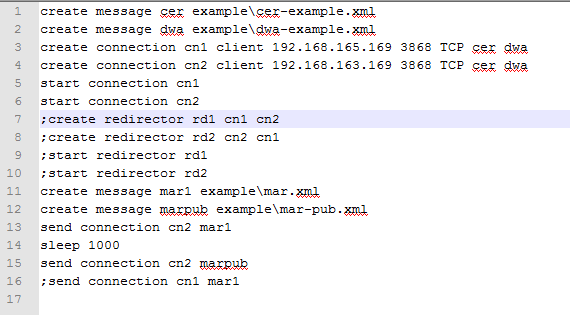 1 create message cer example\cer-example.xml
2 create message dwa example\dwa-example.xml
3 create connection cn1 client 192.168.165.169 3868 TCP cer dwa
4 create connection cn2 client 192.168.163.169 3868 TCP cer dwa
5 start connection cn1
6 start connection cn2
7 ;create redirector rd1 cn1 cn2
8 ;create redirector rd2 cn2 cn1
9 ;start redirector rd1
10 ;start redirector rd2
11 create message mar1 example\mar.xml
12 create message marpub example\mar-pub.xml
13 send connection cn2 mar1
14 sleep 1000
15 send connection cn2 marpub
16 ;send connection cn1 mar1
17